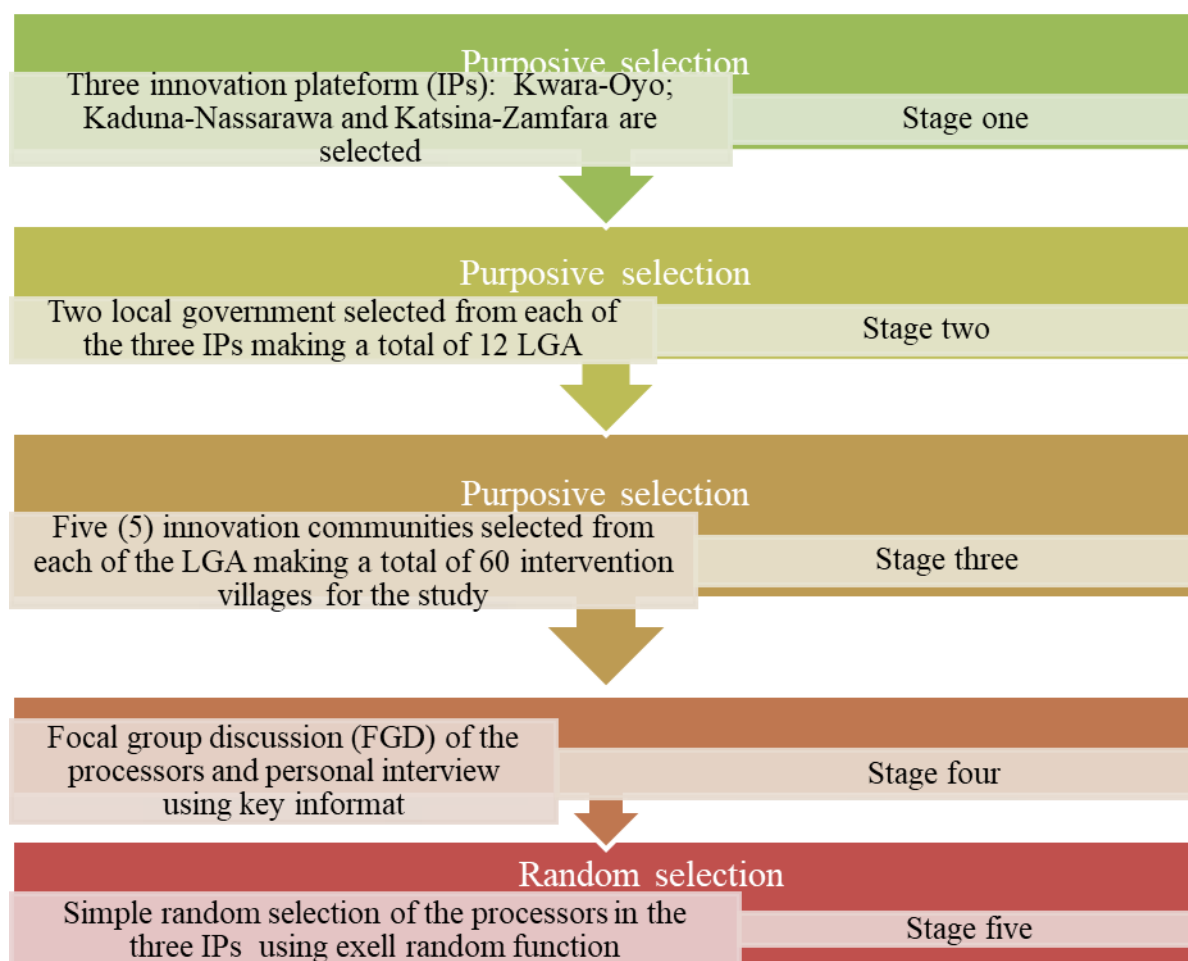 Purposive selection
Three innovation plateform (IPs): Kwara-Oyo;
Kaduna-Nassarawa and Katsina-Zamfara are
selected
Stage one
Purposive selection
Two local government selected from each of
the three IPs making a total of 12 LGA
Stage two
Purposive selection
Five (5) innovation communities selected from
each of the LGA making a total of 60 intervention
villages for the study
Stage three
Focal group discussion (FGD) of the
processors and personal interview
using key informat
Stage four
Random selection
Simple random selection of the processors in the
three IPs using exell random function
Stage five